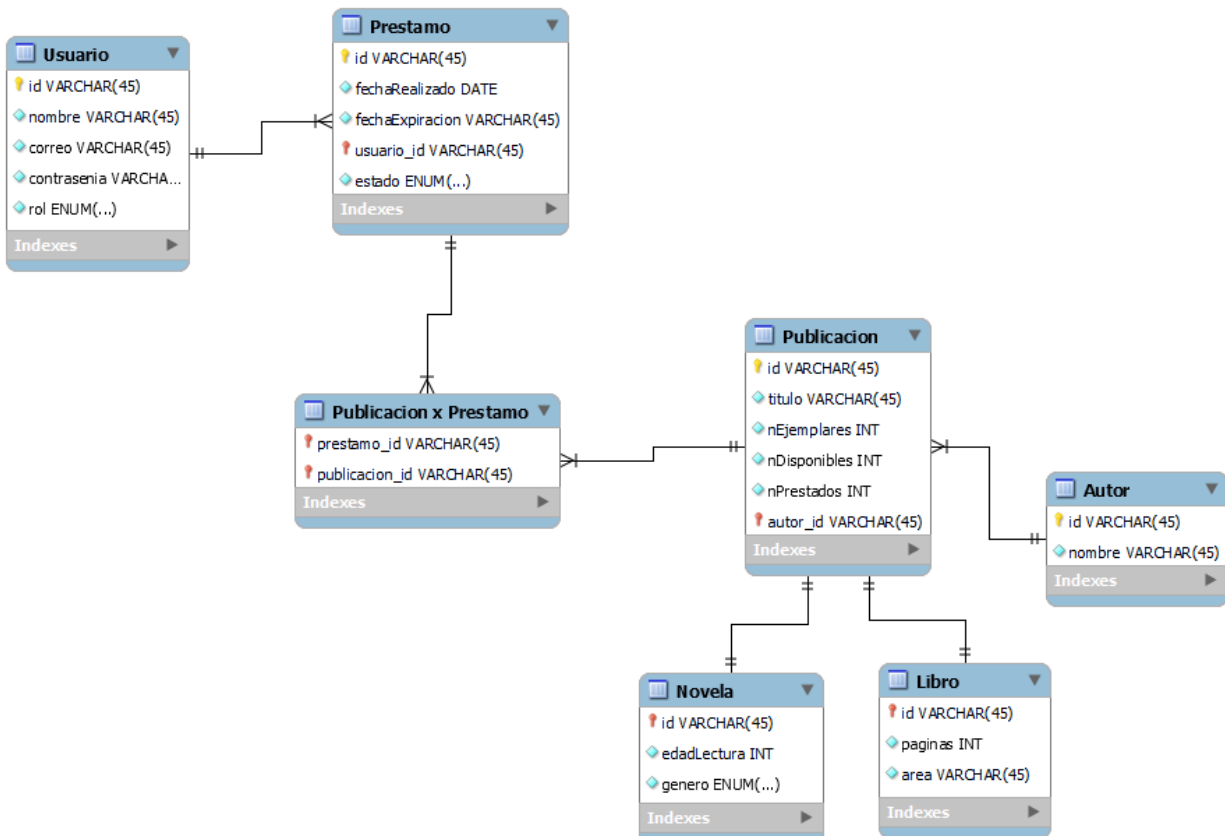 Usuario
id VARCHAR(45)
nombre VARCHAR(45)
correo VARCHAR(45)
contrasenia VARCHA...
rol ENUM(...)
Indexes
Prestamo
id VARCHAR(45)
fechaRealizado DATE
fechaExpiracion VARCHAR(45)
usuario_id VARCHAR(45)
estado ENUM(...)
Indexes
Publicacion x Prestamo
prestamo_id VARCHAR(45)
publicacion_id VARCHAR(45)
Indexes
Publicacion
id VARCHAR(45)
titulo VARCHAR(45)
nEjemplares INT
nDisponibles INT
nPrestados INT
autor_id VARCHAR(45)
Indexes
Autor
id VARCHAR(45)
nombre VARCHAR(45)
Indexes
Novela
id VARCHAR(45)
edadLectura INT
genero ENUM(...)
Indexes
Libro
id VARCHAR(45)
paginas INT
area VARCHAR(45)
Indexes